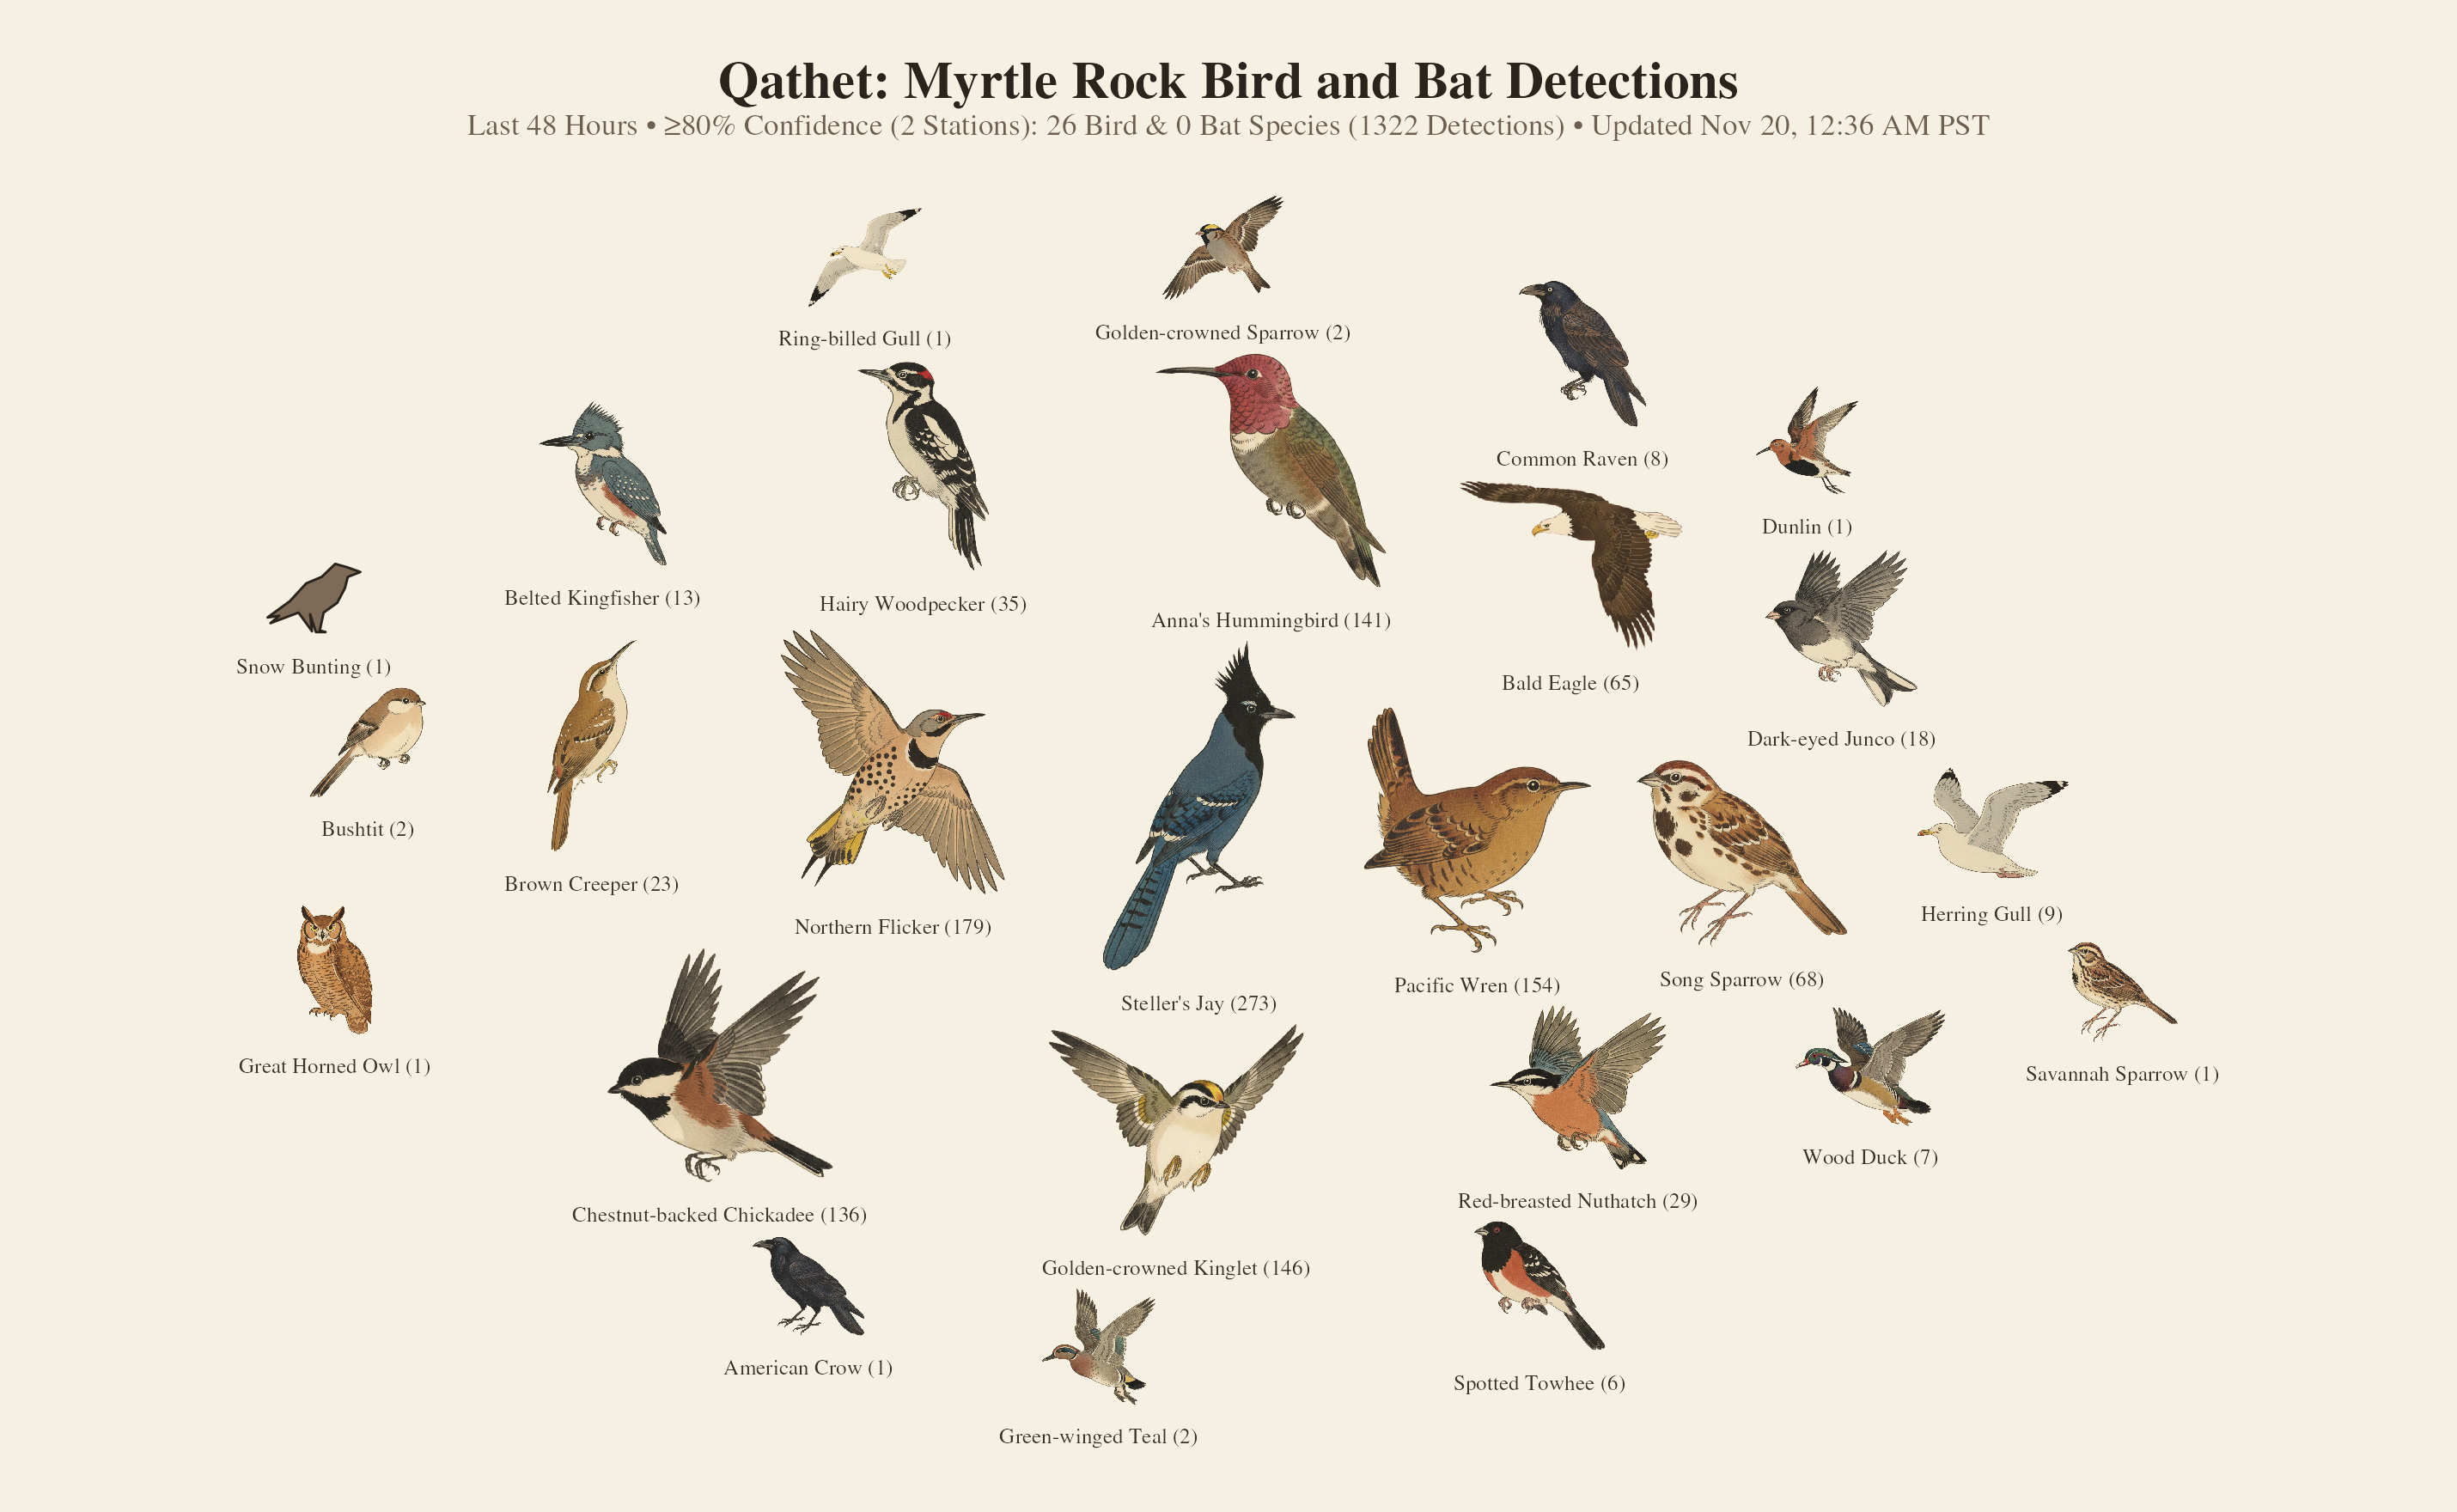 Qathet: Myrtle Rock Bird and Bat Detections
Last 48 Hours • ≥80% Confidence (2 Stations): 26 Bird & 0 Bat Species (1322 Detections) • Updated Nov 20, 12:36 AM PST
Ring-billed Gull (1)
Golden-crowned Sparrow (2)
Common Raven (8)
Dunlin (1)
Belted Kingfisher (13)
Hairy Woodpecker (35)
Anna's Hummingbird (141)
Snow Bunting (1)
Bald Eagle (65)
Dark-eyed Junco (18)
Bushtit (2)
Brown Creeper (23)
Northern Flicker (179)
Herring Gull (9)
Steller's Jay (273)
Pacific Wren (154)
Song Sparrow (68)
Great Horned Owl (1)
Savannah Sparrow (1)
Wood Duck (7)
Chestnut-backed Chickadee (136)
Red-breasted Nuthatch (29)
Golden-crowned Kinglet (146)
American Crow (1)
Spotted Towhee (6)
Green-winged Teal (2)